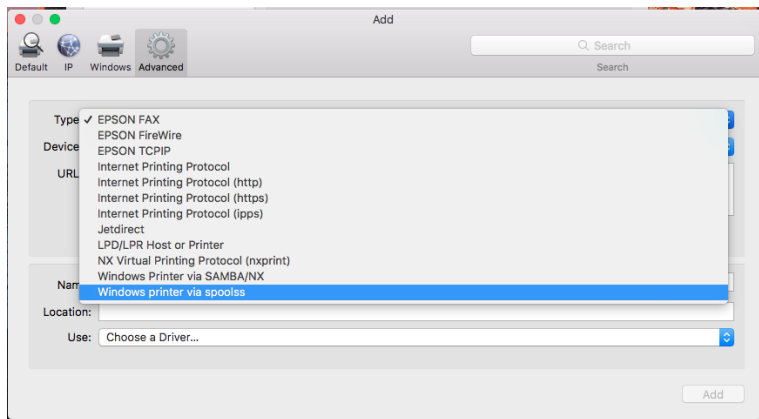 Add
Search
Default IP Windows Advanced
Search
Type ✓ EPSON FAX
EPSON FireWire
Device
EPSON TCPIP
URL
Internet Printing Protocol
Internet Printing Protocol (http)
Internet Printing Protocol (https)
Internet Printing Protocol (ipps)
Jetdirect
LPD/LPR Host or Printer
NX Virtual Printing Protocol (nxprint)
Windows Printer via SAMBA/NX
Nam
Windows printer via spoolss
Location:
Use: Choose a Driver...
Add